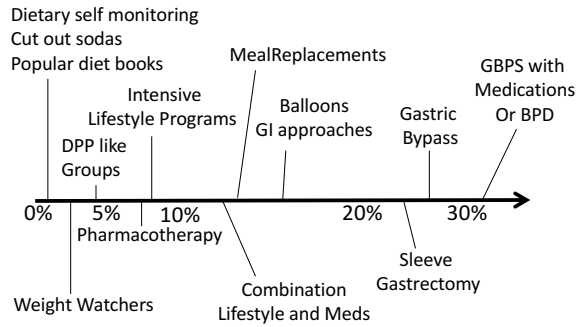 Dietary self monitoring
Cut out sodas
Popular diet books
MealReplacements
GBPS with
Medications
Or BPD
Intensive
Lifestyle Programs
Balloons
GI approaches
Gastric
Bypass
DPP like
Groups
0% 5% 10% 20% 30%
Pharmacotherapy
Sleeve
Gastrectomy
Combination
Lifestyle and Meds
Weight Watchers